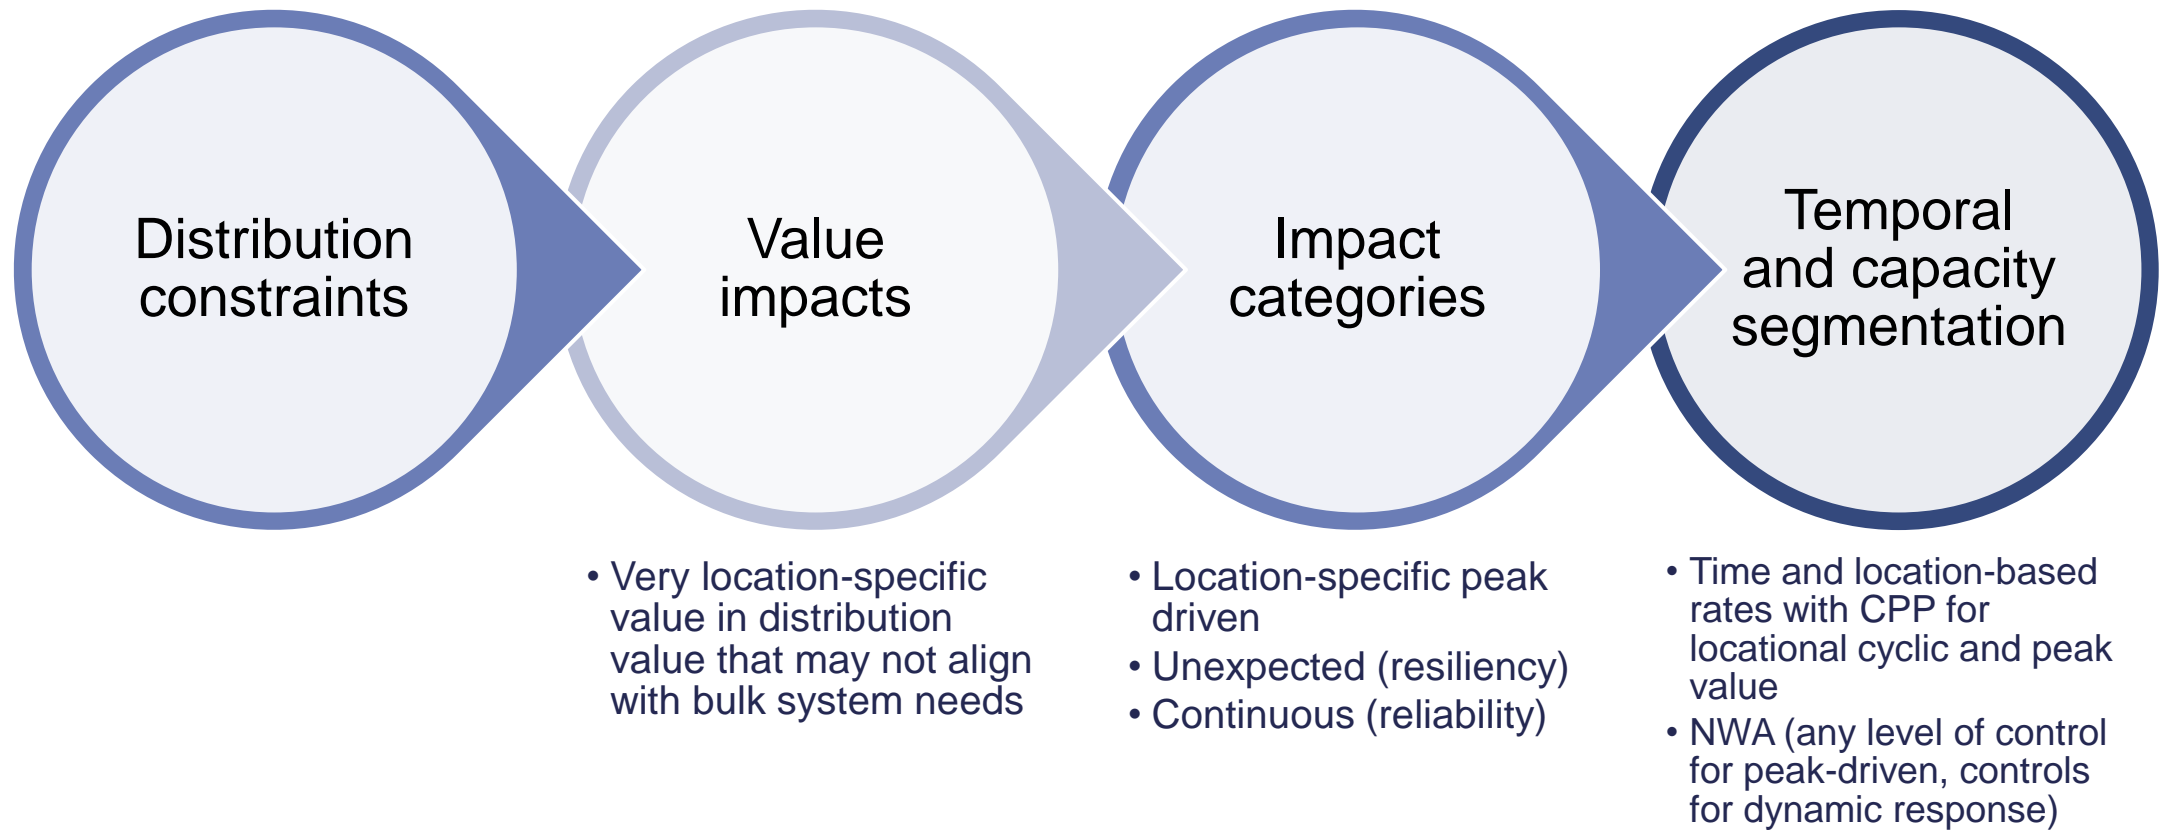 Distribution
constraints
Value
impacts
Impact
categories
Temporal
and capacity
segmentation
• Very location-specific
value in distribution
value that may not align
with bulk system needs
• Location-specific peak
driven
• Unexpected (resiliency)
• Continuous (reliability)
• Time and location-based
rates with CPP for
locational cyclic and peak
value
• NWA (any level of control
for peak-driven, controls
for dynamic response)